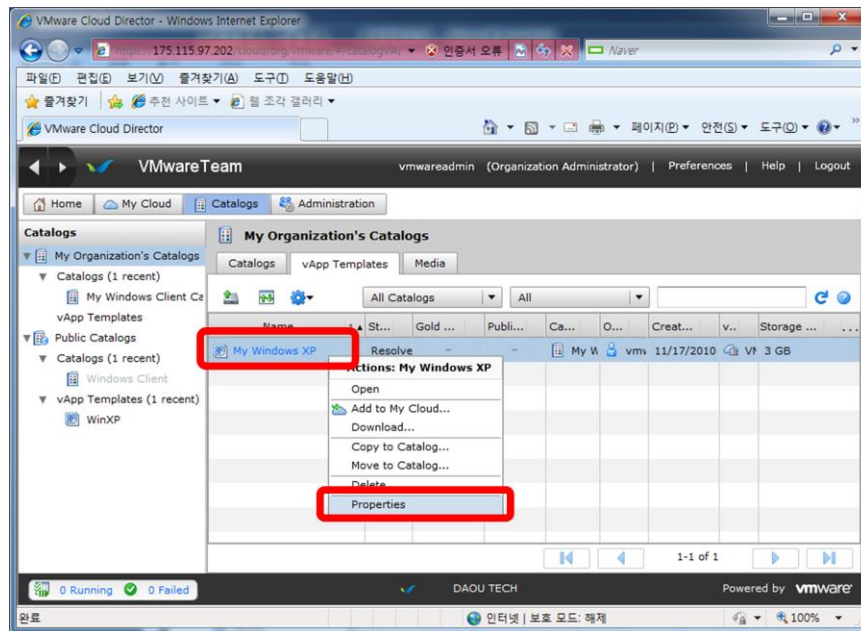 VMware Cloud Director - Windows Internet Explorer
175.115.97.202/cloud/org/vmware/#/catalogVA 인증서 오류 Naver
파일(F) 편집(E) 보기(V) 즐겨찾기(A) 도구(T) 도움말(H)
즐겨찾기 추천 사이트 웹 조각 갤러리
VMware Cloud Director 페이지(P) 안전(S) 도구(O)
VMwareTeam vmwareadmin (Organization Administrator) | Preferences | Help | Logout
Home My Cloud Catalogs Administration
Catalogs
My Organization's Catalogs
Catalogs (1 recent)
My Windows Client Ca
vApp Templates
Public Catalogs
Catalogs (1 recent)
Windows Client
vApp Templates (1 recent)
WinXP
My Organization's Catalogs
Catalogs vApp Templates Media
All Catalogs All
Name 1 St... Gold ... Publi... Ca... O... Creat... v.. Storage ... ...
My Windows XP Resolve - - My W vmv 11/17/2010 3 GB
Actions: My Windows XP
Open
Add to My Cloud...
Download...
Copy to Catalog...
Move to Catalog...
Delete
Properties
1-1 of 1
0 Running 0 Failed DAOU TECH Powered by vmware
완료 인터넷 | 보호 모드: 해제 100%